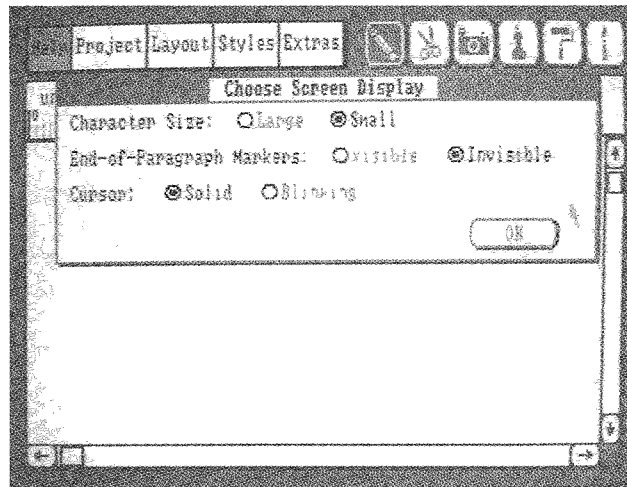 Main Project Layout Styles Extras
Choose Screen Display
Character Size: Large Small
End-of-Paragraph Markers: Visible Invisible
Cursor: Solid Blinking
OK